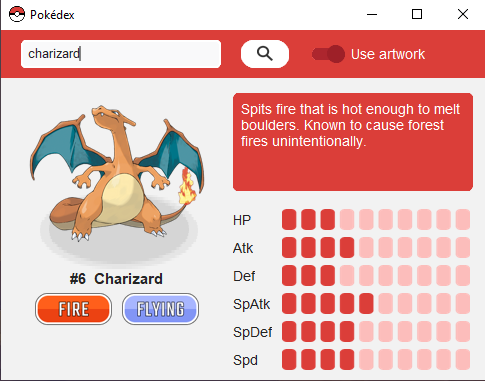 Pokédex
charizard
Use artwork
Spits fire that is hot enough to melt
boulders. Known to cause forest
fires unintentionally.
#6 Charizard
FIRE FLYING
HP
Atk
Def
SpAtk
SpDef
Spd